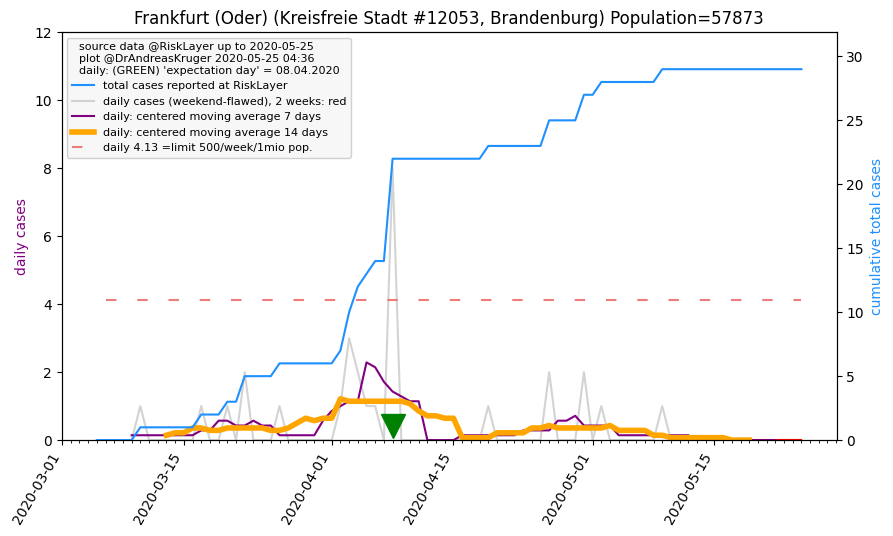 Frankfurt (Oder) (Kreisfreie Stadt #12053, Brandenburg) Population=57873
source data @RiskLayer up to 2020-05-25
plot @DrAndreasKruger 2020-05-25 04:36
daily: (GREEN) 'expectation day' = 08.04.2020
total cases reported at RiskLayer
daily cases (weekend-flawed), 2 weeks: red
daily: centered moving average 7 days
daily: centered moving average 14 days
daily 4.13 =limit 500/week/1mio pop.
daily cases
12
10
8
6
4
2
0
30
25
20
15
10
5
0
cumulative total cases
2020-03-01
2020-03-15
2020-04-01
2020-04-15
2020-05-01
2020-05-15